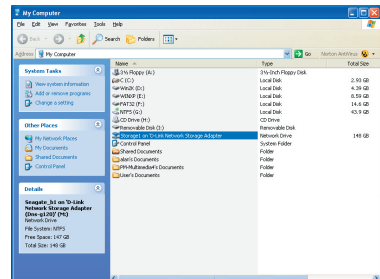 My Computer
File Edit View Favorites Tools Help
Back Search Folders
Address My Computer Go Norton AntiVirus
System Tasks
View system information
Add or remove programs
Change a setting
Other Places
My Network Places
My Documents
Shared Documents
Control Panel
Details
Seagate_b1 on 'D-Link
Network Storage Adapter
(Dns-g120)' (M:)
Network Drive
File System: NTFS
Free Space: 147 GB
Total Size: 148 GB
Name Type Total Size
3½ Floppy (A:) 3½-Inch Floppy Disk
C (C:) Local Disk 2.93 GB
Win2K (D:) Local Disk 4.39 GB
WINXP (E:) Local Disk 8.59 GB
FAT32 (F:) Local Disk 14.6 GB
NTFS (G:) Local Disk 43.9 GB
CD Drive (H:) CD Drive
Removable Disk (I:) Removable Disk
on 'D-Link Network Storage Adapter Network Drive 148 GB
Control Panel System Folder
Shared Documents Folder
Folder
PM-Multimedia4's Documents Folder
User's Documents Folder